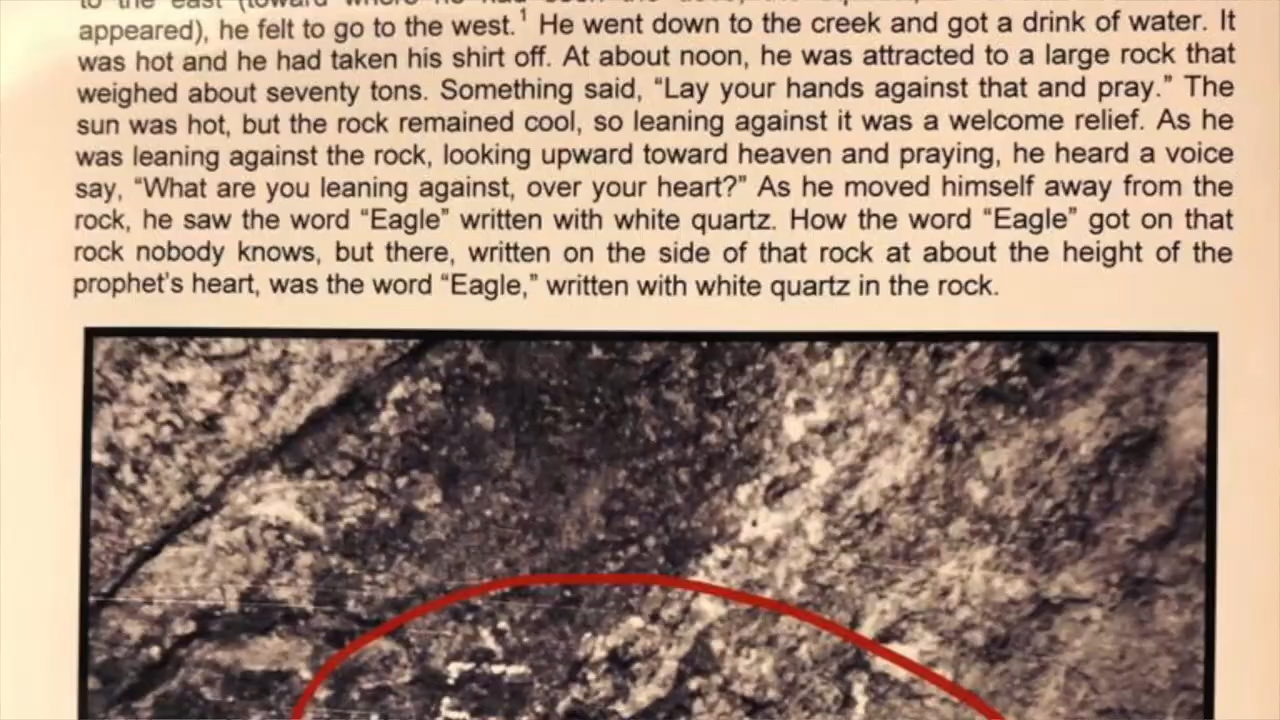 appeared), he felt to go to the west.¹ He went down to the creek and got a drink of water. It
was hot and he had taken his shirt off. At about noon, he was attracted to a large rock that
weighed about seventy tons. Something said, “Lay your hands against that and pray.” The
sun was hot, but the rock remained cool, so leaning against it was a welcome relief. As he
was leaning against the rock, looking upward toward heaven and praying, he heard a voice
say, “What are you leaning against, over your heart?” As he moved himself away from the
rock, he saw the word “Eagle” written with white quartz. How the word “Eagle” got on that
rock nobody knows, but there, written on the side of that rock at about the height of the
prophet’s heart, was the word “Eagle,” written with white quartz in the rock.